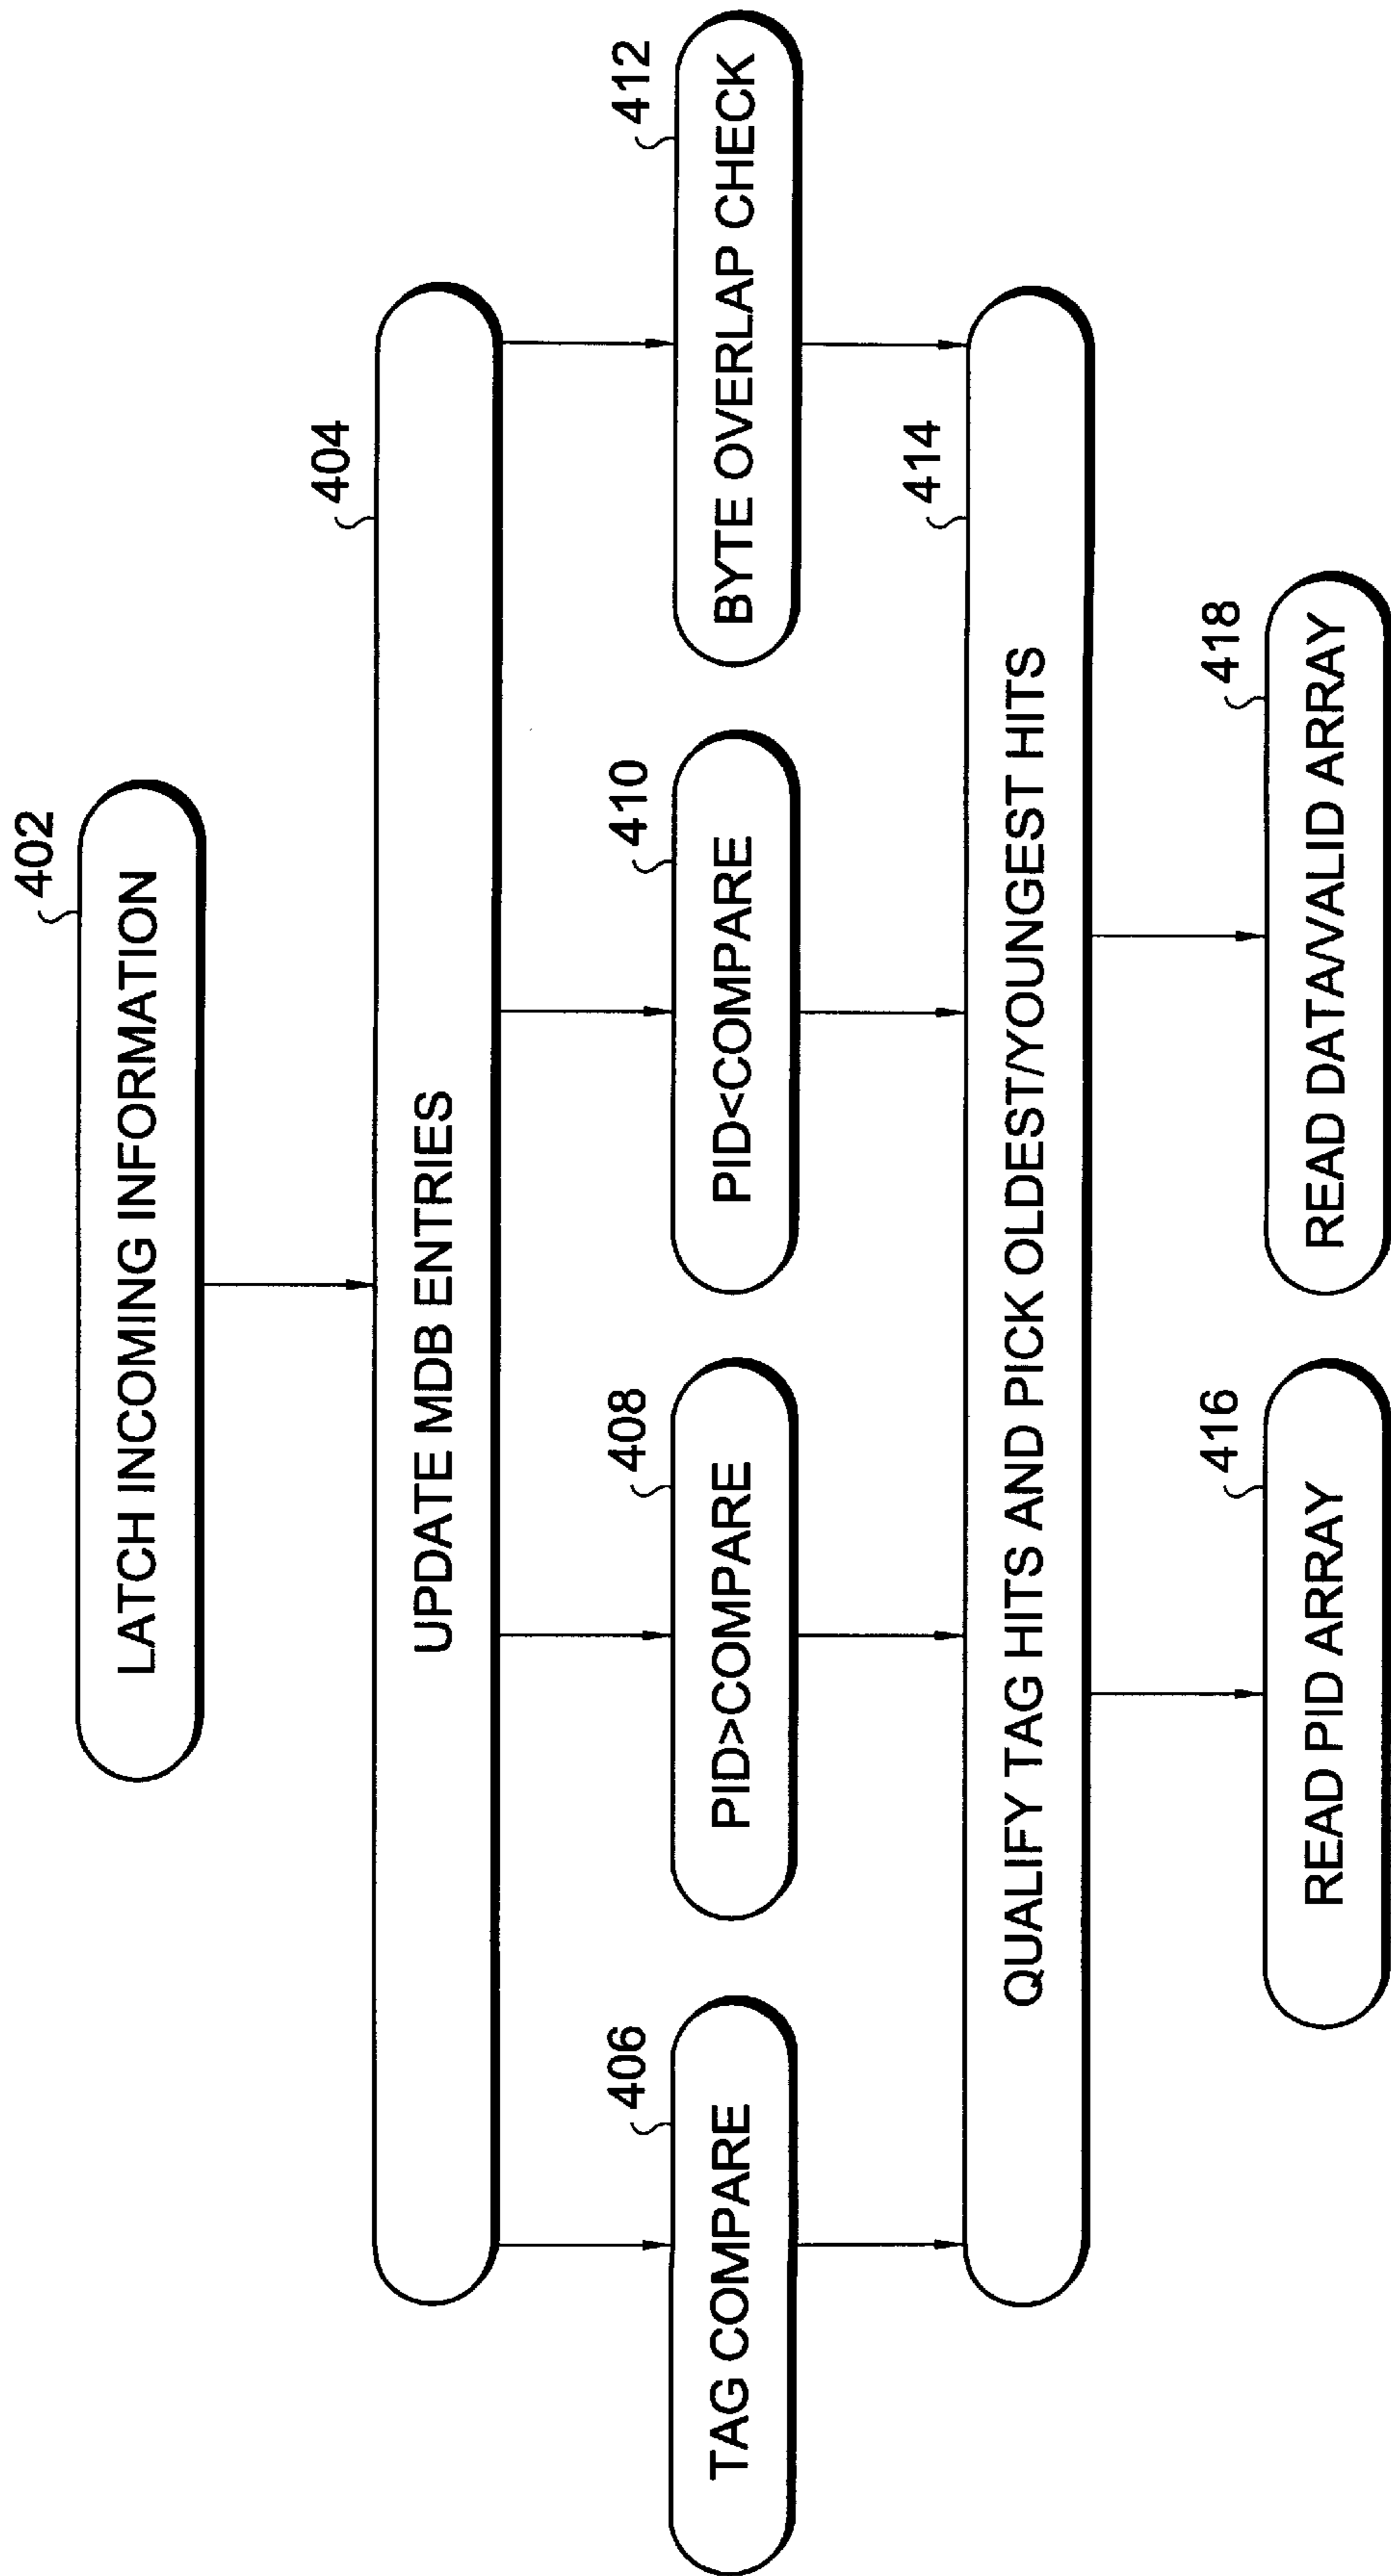 402
LATCH INCOMING INFORMATION
404
UPDATE MDB ENTRIES
406
TAG COMPARE
408
PID>COMPARE
410
PID<COMPARE
412
BYTE OVERLAP CHECK
414
QUALIFY TAG HITS AND PICK OLDEST/YOUNGEST HITS
416
READ PID ARRAY
418
READ DATA/VALID ARRAY